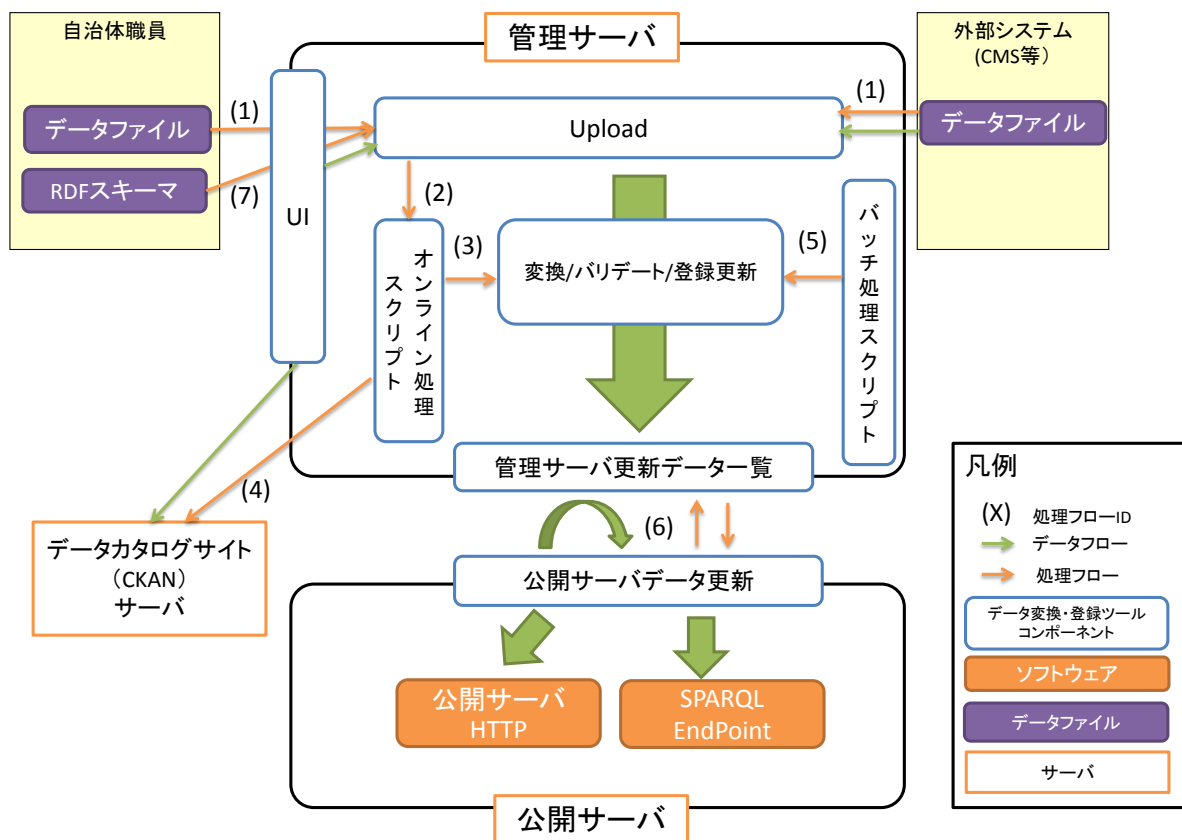 自治体職員
管理サーバ
外部システム
(CMS等）
データファイル
(1)
(1)
データファイル
Upload
RDFスキーマ
(7)
UI
(2)
(3)
オンライン処理
スクリプト
変換/バリデート/登録更新
(5)
バッチ処理スクリプト
(4)
管理サーバ更新データ一覧
(6)
データカタログサイト
（CKAN）
サーバ
公開サーバデータ更新
公開サーバ
HTTP
SPARQL
EndPoint
公開サーバ
凡例
(X) 処理フローID
データフロー
処理フロー
データ変換・登録ツール
コンポーネント
ソフトウェア
データファイル
サーバ